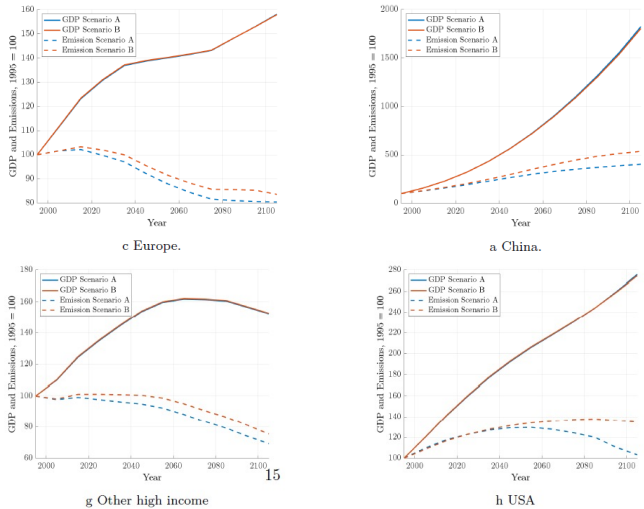 160
150
140
130
120
110
100
90
80
GDP and Emissions, 1995 = 100
GDP Scenario A
GDP Scenario B
Emission Scenario A
Emission Scenario B
2000 2020 2040 2060 2080 2100
Year
c Europe.
2000
1500
1000
500
0
GDP and Emissions, 1995 = 100
GDP Scenario A
GDP Scenario B
Emission Scenario A
Emission Scenario B
2000 2020 2040 2060 2080 2100
Year
a China.
200
180
160
140
120
100
80
60
GDP and Emissions, 1995 = 100
GDP Scenario A
GDP Scenario B
Emission Scenario A
Emission Scenario B
2000 2020 2040 2060 2080 2100
Year
15
g Other high income
280
260
240
220
200
180
160
140
120
100
GDP and Emissions, 1995 = 100
GDP Scenario A
GDP Scenario B
Emission Scenario A
Emission Scenario B
2000 2020 2040 2060 2080 2100
Year
h USA